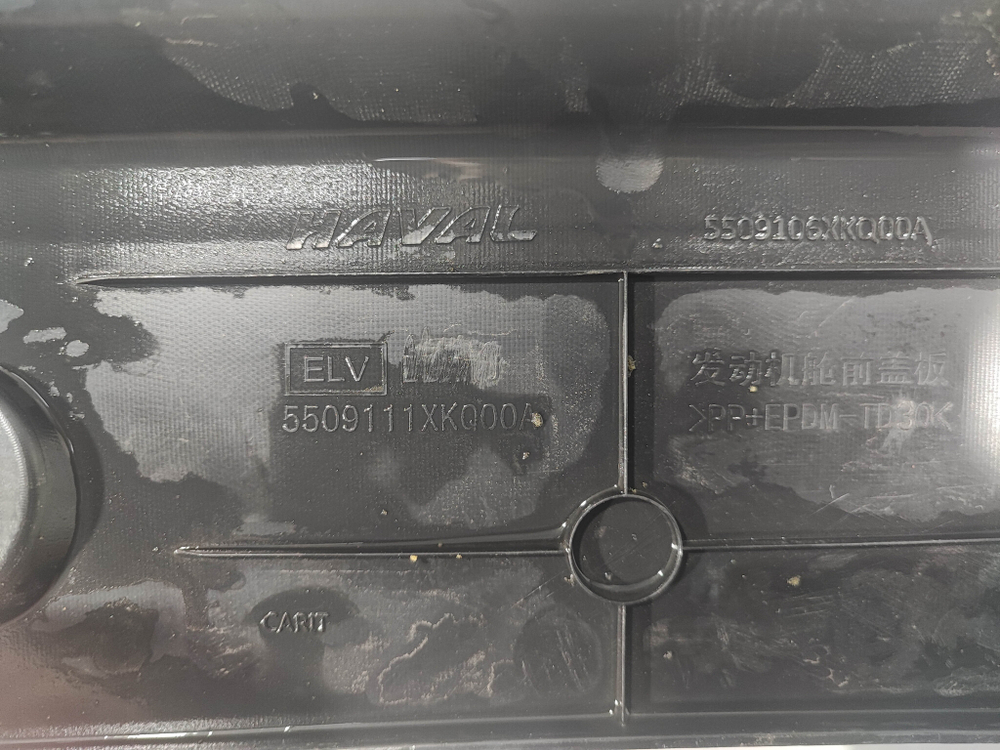 HAVAL
5509106XKQ00A
ELV
5509111XKQ00A
发动机舱前盖板
>PP+EPDM-TD30<
CARIT